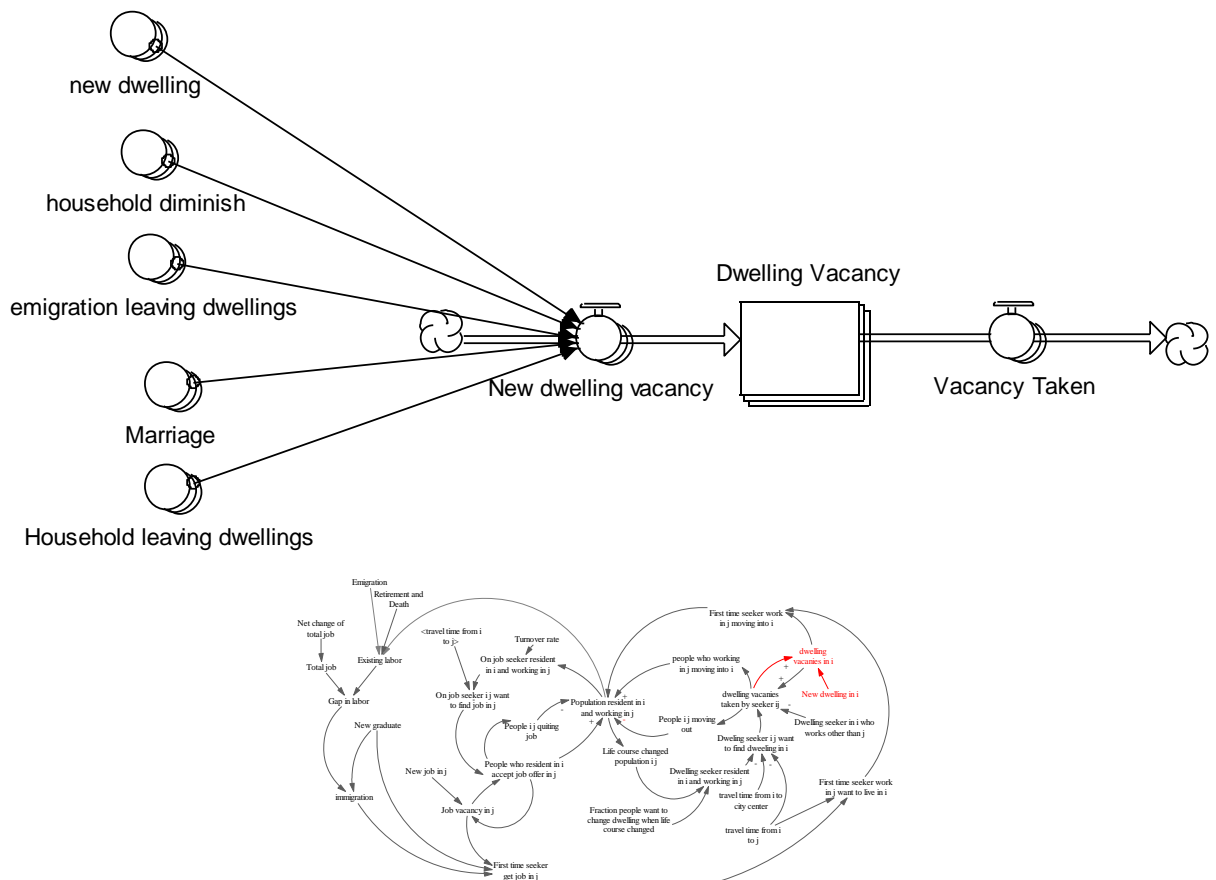 new dwelling
household diminish
emigration leaving dwellings
Marriage
Household leaving dwellings
New dwelling vacancy
Dwelling Vacancy
Vacancy Taken
Emigration
Retirement and
Death
Net change of
total job
Total job
Existing labor
Gap in labor
New graduate
immigration
<travel time from i
to j>
Turnover rate
On job seeker resident
in i and working in j
On job seeker i j want
to find job in j
People i j quiting
job
People who resident in i
accept job offer in j
New job in j
Job vacancy in j
First time seeker
get job in j
Population resident in i
and working in j
+
-
+
-
Life course changed
population i j
Fraction people want to
change dwelling when life
course changed
Dwelling seeker resident
in i and working in j
people who working
in j moving into i
People i j moving
out
First time seeker work
in j moving into i
dwelling
vacanies in i
+
+
New dwelling in i
dwelling vacanies
taken by seeker ij
-
Dwelling seeker in i who
works other than j
Dweling seeker i j want
to find dweeling in i
-
-
travel time from i to
city center
travel time from i
to j
First time seeker work
in j want to live in i